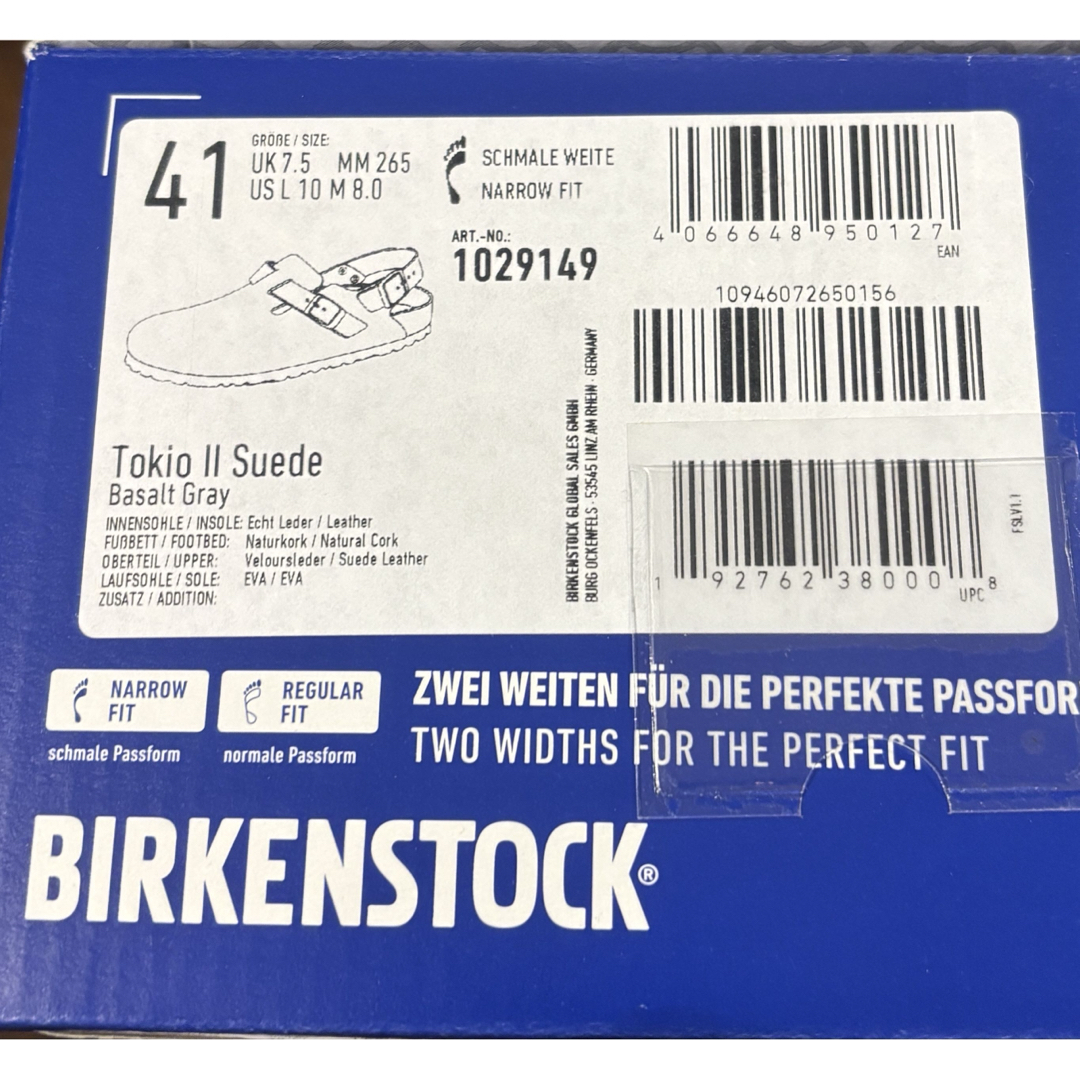 41
GRÖßE / SIZE:
UK 7.5 MM 265
US L 10 M 8.0
SCHMALE WEITE
NARROW FIT
ART.-NO.:
1029149
4 066648 950127
EAN
10946072650156
BIRKENSTOCK GLOBAL SALES GMBH
BURG OCKENFELS · 53545 LINZ AM RHEIN · GERMANY
Tokio II Suede
Basalt Gray
INNENSOHLE / INSOLE: Echt Leder / Leather
FUßBETT / FOOTBED: Naturkork / Natural Cork
OBERTEIL / UPPER: Veloursleder / Suede Leather
LAUFSOHLE / SOLE: EVA / EVA
ZUSATZ / ADDITION:
1 92762 38000 8
UPC
FSLV1.1
NARROW
FIT
schmale Passform
REGULAR
FIT
normale Passform
ZWEI WEITEN FÜR DIE PERFEKTE PASSFOR
TWO WIDTHS FOR THE PERFECT FIT
BIRKENSTOCK®